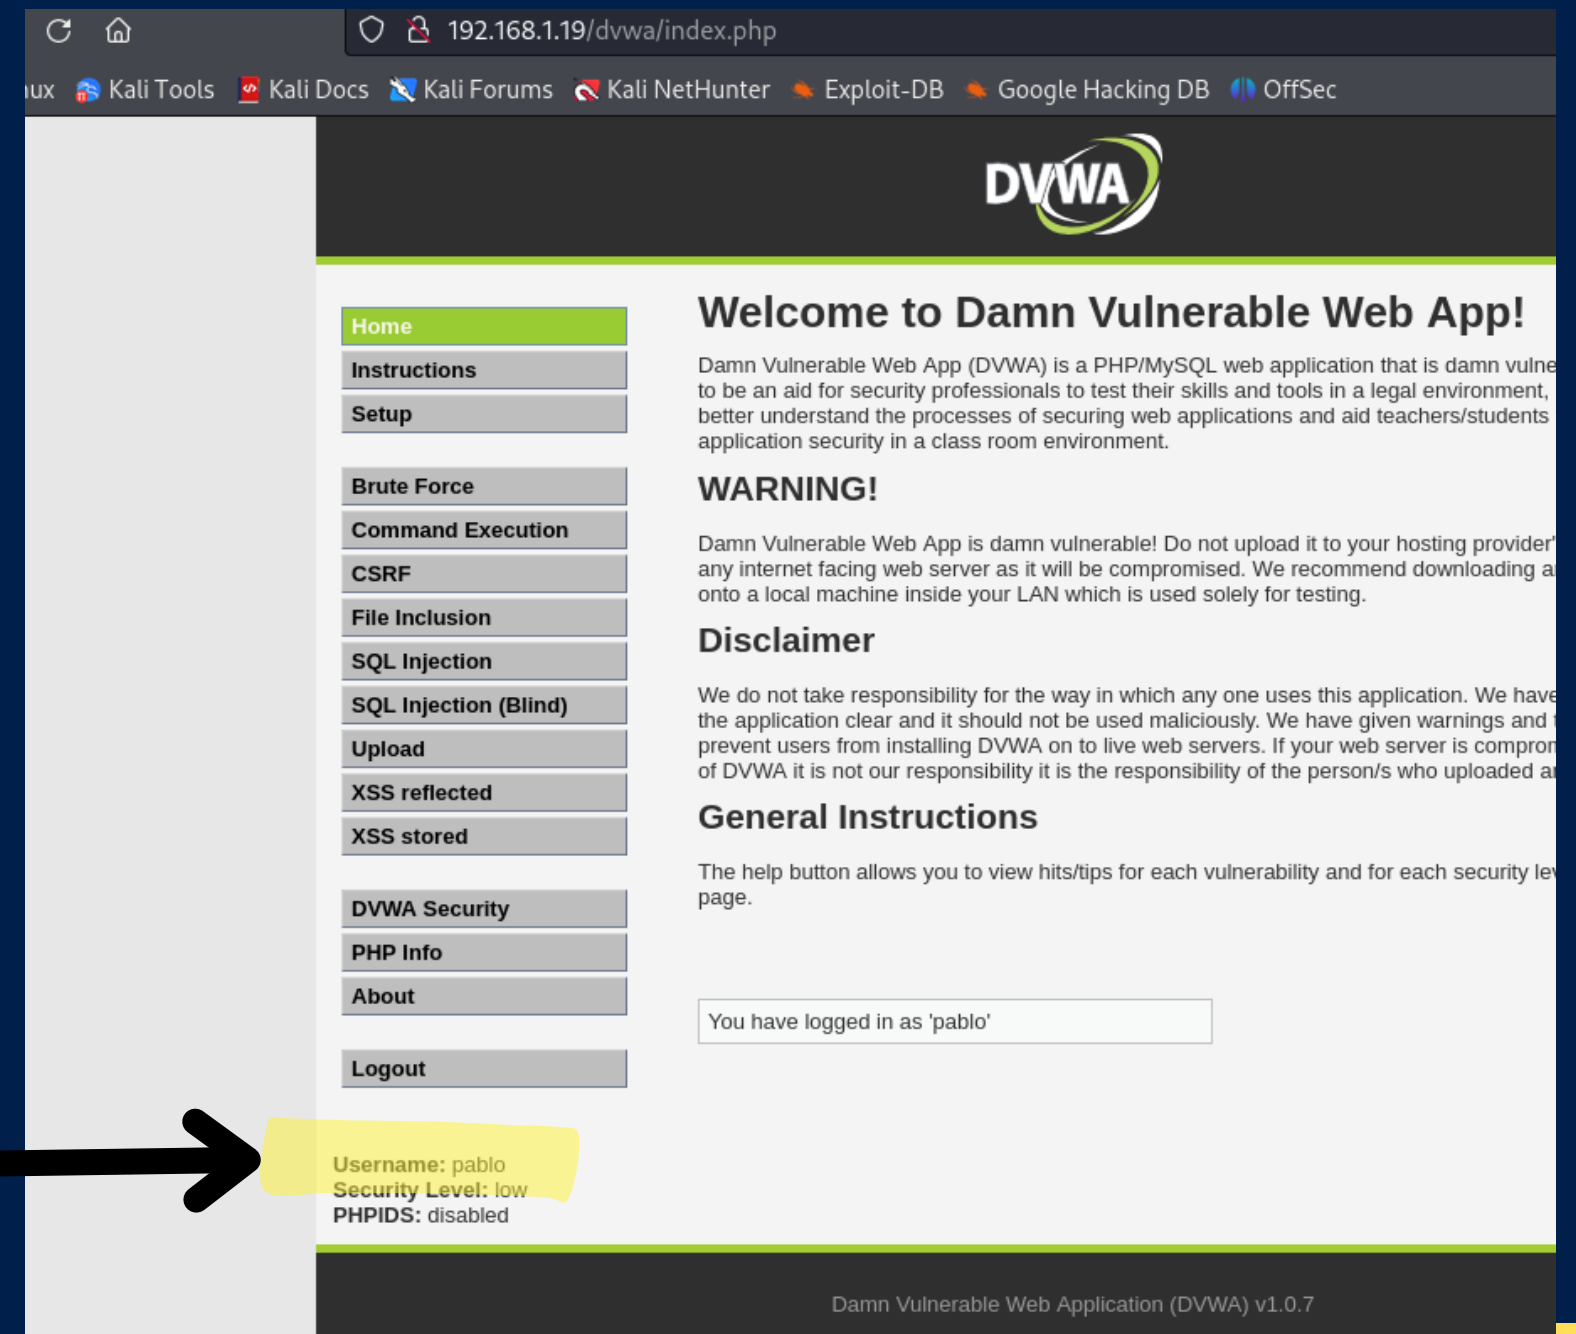 192.168.1.19/dvwa/index.php
Kali Tools Kali Docs Kali Forums Kali NetHunter Exploit-DB Google Hacking DB OffSec
DVWA
Home
Instructions
Setup
Brute Force
Command Execution
CSRF
File Inclusion
SQL Injection
SQL Injection (Blind)
Upload
XSS reflected
XSS stored
DVWA Security
PHP Info
About
Logout
Username: pablo
Security Level: low
PHPIDS: disabled
Welcome to Damn Vulnerable Web App!
Damn Vulnerable Web App (DVWA) is a PHP/MySQL web application that is damn vulne
to be an aid for security professionals to test their skills and tools in a legal environment,
better understand the processes of securing web applications and aid teachers/students
application security in a class room environment.
WARNING!
Damn Vulnerable Web App is damn vulnerable! Do not upload it to your hosting provider'
any internet facing web server as it will be compromised. We recommend downloading a
onto a local machine inside your LAN which is used solely for testing.
Disclaimer
We do not take responsibility for the way in which any one uses this application. We have
the application clear and it should not be used maliciously. We have given warnings and
prevent users from installing DVWA on to live web servers. If your web server is compro
of DVWA it is not our responsibility it is the responsibility of the person/s who uploaded a
General Instructions
The help button allows you to view hits/tips for each vulnerability and for each security lev
page.
You have logged in as 'pablo'
Damn Vulnerable Web Application (DVWA) v1.0.7